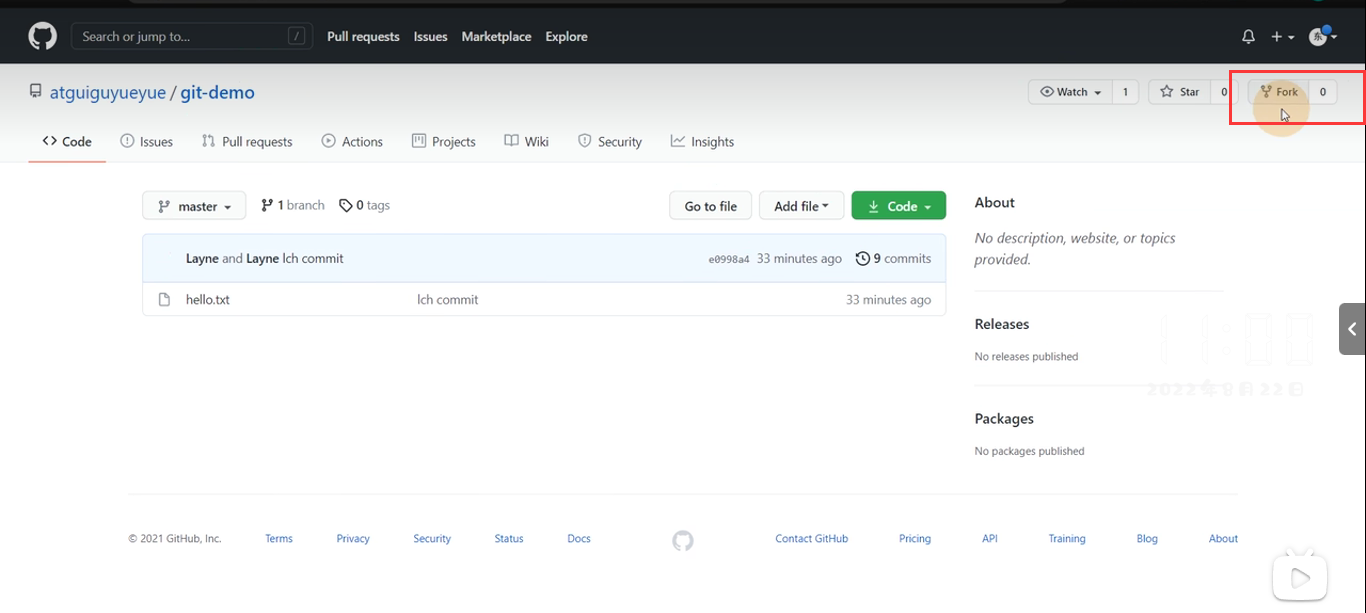 Search or jump to... / Pull requests Issues Marketplace Explore
东
atguiguyueyue / git-demo Watch 1 Star 0 Fork 0
Code Issues Pull requests Actions Projects Wiki Security Insights
master 1 branch 0 tags Go to file Add file Code
About
Layne and Layne lch commit e0998a4 33 minutes ago 9 commits
No description, website, or topics
provided.
hello.txt lch commit 33 minutes ago
Releases
No releases published
Packages
No packages published
© 2021 GitHub, Inc. Terms Privacy Security Status Docs Contact GitHub Pricing API Training Blog About